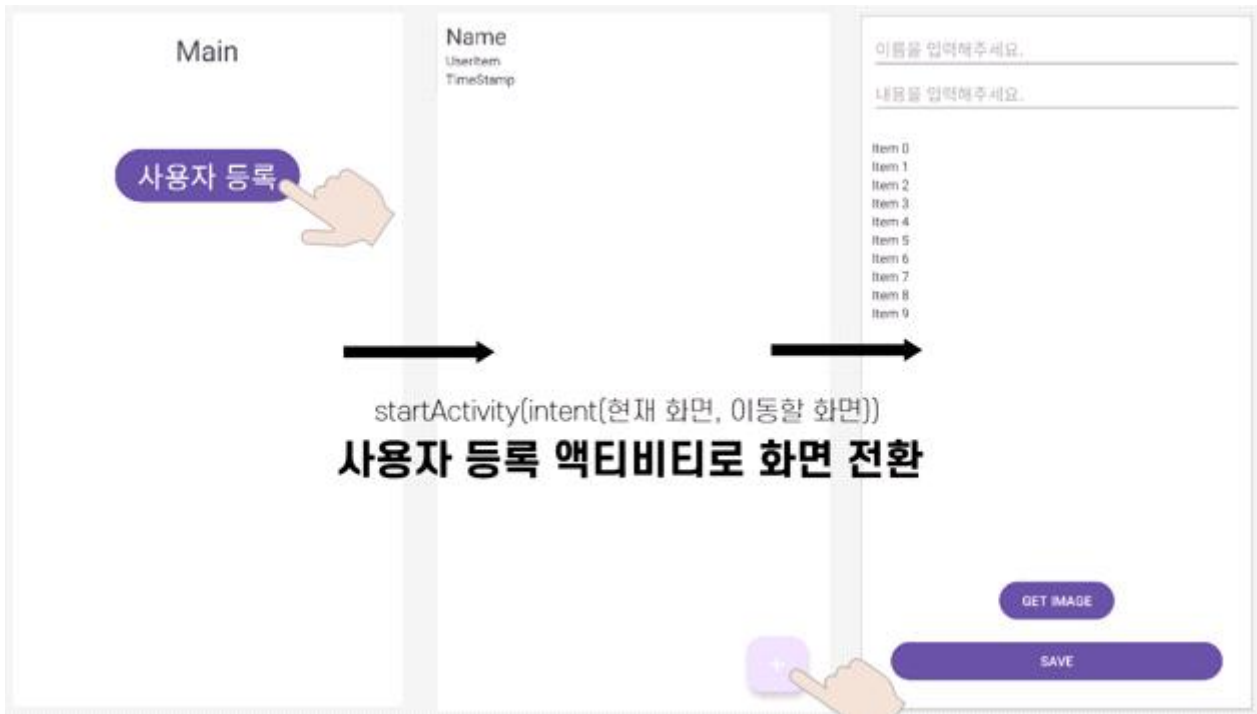 Main
사용자 등록
Name
UserItem
TimeStamp
이름을 입력해주세요.
내용을 입력해주세요.
Item 0
Item 1
Item 2
Item 3
Item 4
Item 5
Item 6
Item 7
Item 8
Item 9
startActivity(intent(현재 화면, 이동할 화면))
사용자 등록 액티비티로 화면 전환
GET IMAGE
SAVE
+